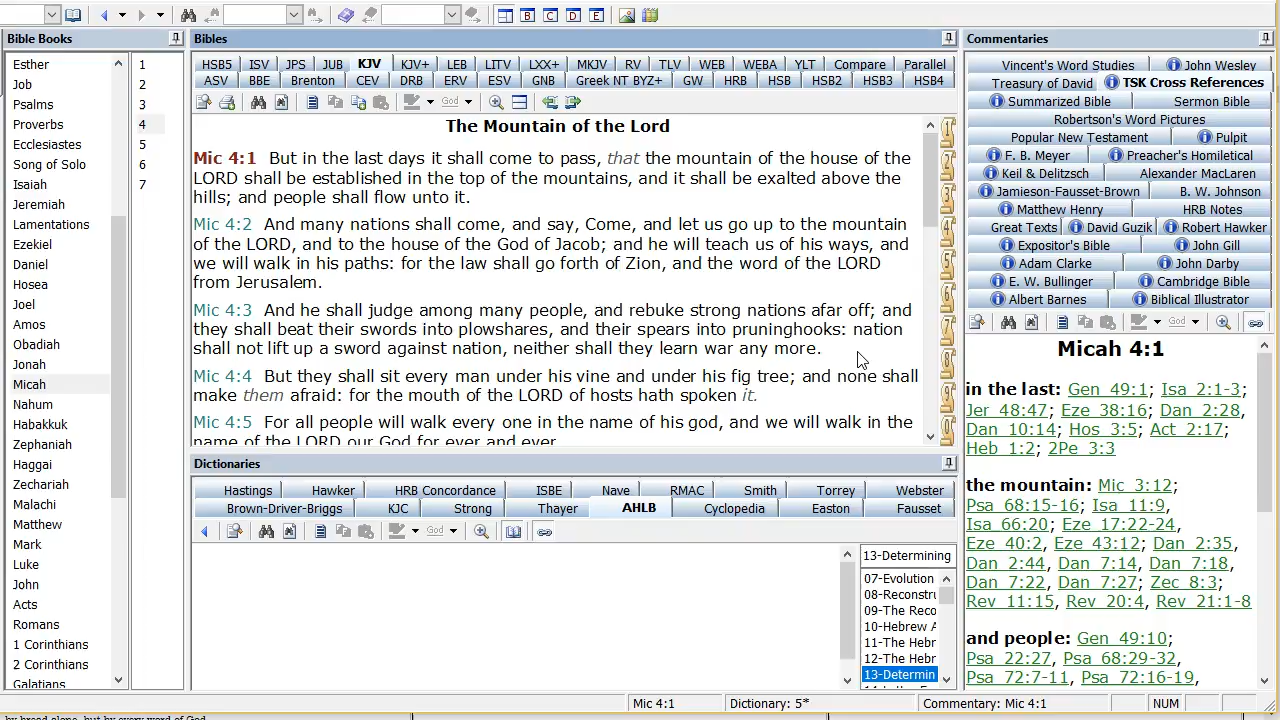 B C D E
Bible Books
Esther
Job
Psalms
Proverbs
Ecclesiastes
Song of Solo
Isaiah
Jeremiah
Lamentations
Ezekiel
Daniel
Hosea
Joel
Amos
Obadiah
Jonah
Micah
Nahum
Habakkuk
Zephaniah
Haggai
Zechariah
Malachi
Matthew
Mark
Luke
John
Acts
Romans
1 Corinthians
2 Corinthians
Galatians
1
2
3
4
5
6
7
Bibles
HSB5 ISV JPS JUB KJV KJV+ LEB LITV LXX+ MKJV RV TLV WEB WEBA YLT Compare Parallel
ASV BBE Brenton CEV DRB ERV ESV GNB Greek NT BYZ+ GW HRB HSB HSB2 HSB3 HSB4
God
The Mountain of the Lord
Mic 4:1 But in the last days it shall come to pass, that the mountain of the house of the
LORD shall be established in the top of the mountains, and it shall be exalted above the
hills; and people shall flow unto it.
Mic 4:2 And many nations shall come, and say, Come, and let us go up to the mountain
of the LORD, and to the house of the God of Jacob; and he will teach us of his ways, and
we will walk in his paths: for the law shall go forth of Zion, and the word of the LORD
from Jerusalem.
Mic 4:3 And he shall judge among many people, and rebuke strong nations afar off; and
they shall beat their swords into plowshares, and their spears into pruninghooks: nation
shall not lift up a sword against nation, neither shall they learn war any more.
Mic 4:4 But they shall sit every man under his vine and under his fig tree; and none shall
make them afraid: for the mouth of the LORD of hosts hath spoken it.
Mic 4:5 For all people will walk every one in the name of his god, and we will walk in the
name of the LORD our God for ever and ever.
Dictionaries
Hastings Hawker HRB Concordance ISBE Nave RMAC Smith Torrey Webster
Brown-Driver-Briggs KJC Strong Thayer AHLB Cyclopedia Easton Fausset
God
13-Determining
07-Evolution
08-Reconstru
09-The Reco
10-Hebrew A
11-The Hebr
12-The Hebr
13-Determin
Commentaries
Vincent's Word Studies John Wesley
Treasury of David TSK Cross References
Summarized Bible Sermon Bible
Robertson's Word Pictures
Popular New Testament Pulpit
F. B. Meyer Preacher's Homiletical
Keil & Delitzsch Alexander MacLaren
Jamieson-Fausset-Brown B. W. Johnson
Matthew Henry HRB Notes
Great Texts David Guzik Robert Hawker
Expositor's Bible John Gill
Adam Clarke John Darby
E. W. Bullinger Cambridge Bible
Albert Barnes Biblical Illustrator
God
Micah 4:1
in the last: Gen 49:1; Isa 2:1-3;
Jer 48:47; Eze 38:16; Dan 2:28,
Dan 10:14; Hos 3:5; Act 2:17;
Heb 1:2; 2Pe 3:3
the mountain: Mic 3:12;
Psa 68:15-16; Isa 11:9,
Isa 66:20; Eze 17:22-24,
Eze 40:2, Eze 43:12; Dan 2:35,
Dan 2:44, Dan 7:14, Dan 7:18,
Dan 7:22, Dan 7:27; Zec 8:3;
Rev 11:15, Rev 20:4, Rev 21:1-8
and people: Gen 49:10;
Psa 22:27, Psa 68:29-32,
Psa 72:7-11, Psa 72:16-19,
Mic 4:1 Dictionary: 5* Commentary: Mic 4:1 NUM
by bread alone, but by every word of God